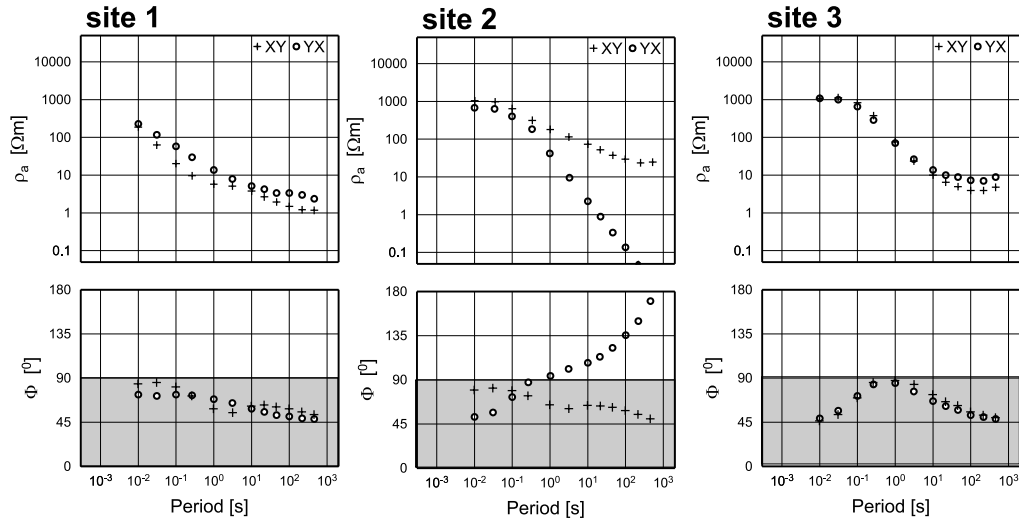 site 1
site 2
site 3
+ XY o YX
+ XY o YX
+ XY o YX
10000
1000
100
10
1
0.1
ρa [Ωm]
10000
1000
100
10
1
0.1
ρa [Ωm]
10000
1000
100
10
1
0.1
ρa [Ωm]
180
135
90
45
0
Φ [⁰]
180
135
90
45
0
Φ [⁰]
180
135
90
45
0
Φ [⁰]
10⁻³ 10⁻² 10⁻¹ 10⁰ 10¹ 10² 10³
10⁻³ 10⁻² 10⁻¹ 10⁰ 10¹ 10² 10³
10⁻³ 10⁻² 10⁻¹ 10⁰ 10¹ 10² 10³
Period [s]
Period [s]
Period [s]